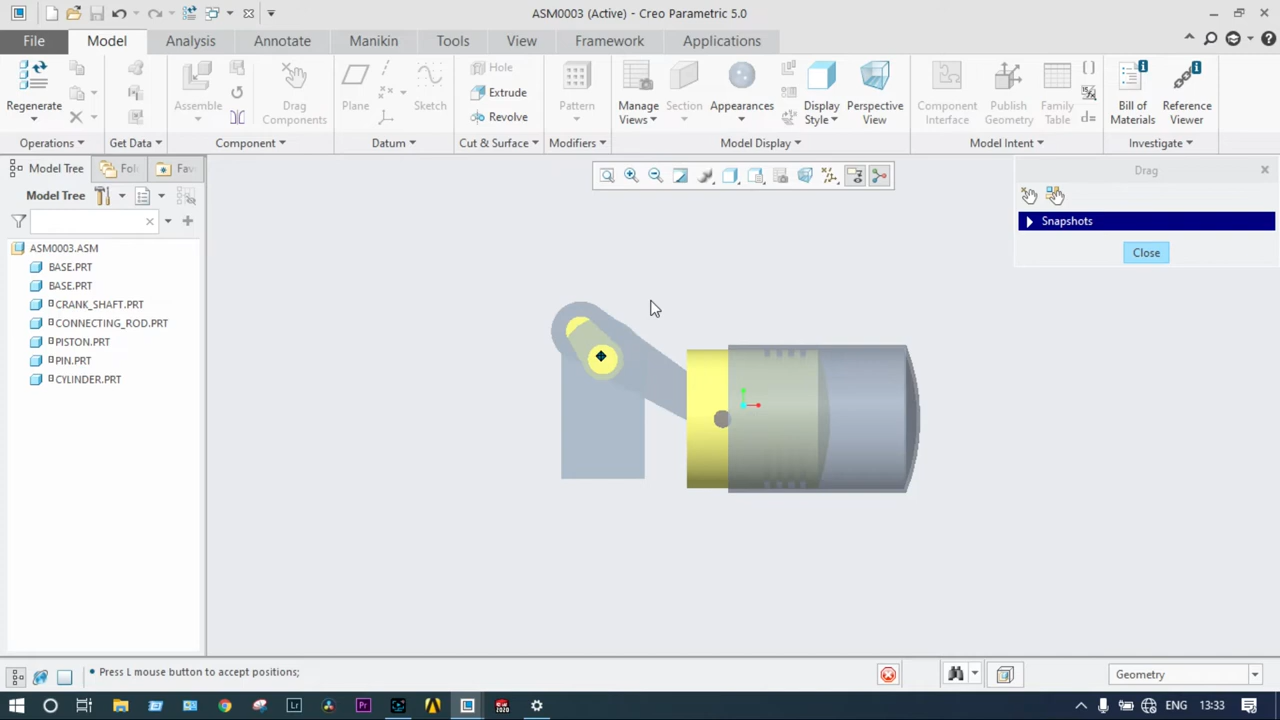 ASM0003 (Active) - Creo Parametric 5.0
File Model Analysis Annotate Manikin Tools View Framework Applications
Regenerate
Operations
Get Data
Assemble
Drag Components
Component
Plane
Sketch
Datum
Hole
Extrude
Revolve
Cut & Surface
Pattern
Modifiers
Manage Views
Section
Appearances
Display Style
Perspective View
Model Display
Component Interface
Publish Geometry
Family Table
Model Intent
Bill of Materials
Reference Viewer
Investigate
Model Tree Fol Fav
Model Tree
ASM0003.ASM
BASE.PRT
BASE.PRT
CRANK_SHAFT.PRT
CONNECTING_ROD.PRT
PISTON.PRT
PIN.PRT
CYLINDER.PRT
Drag
Snapshots
Close
Press L mouse button to accept positions;
Geometry
ENG 13:33